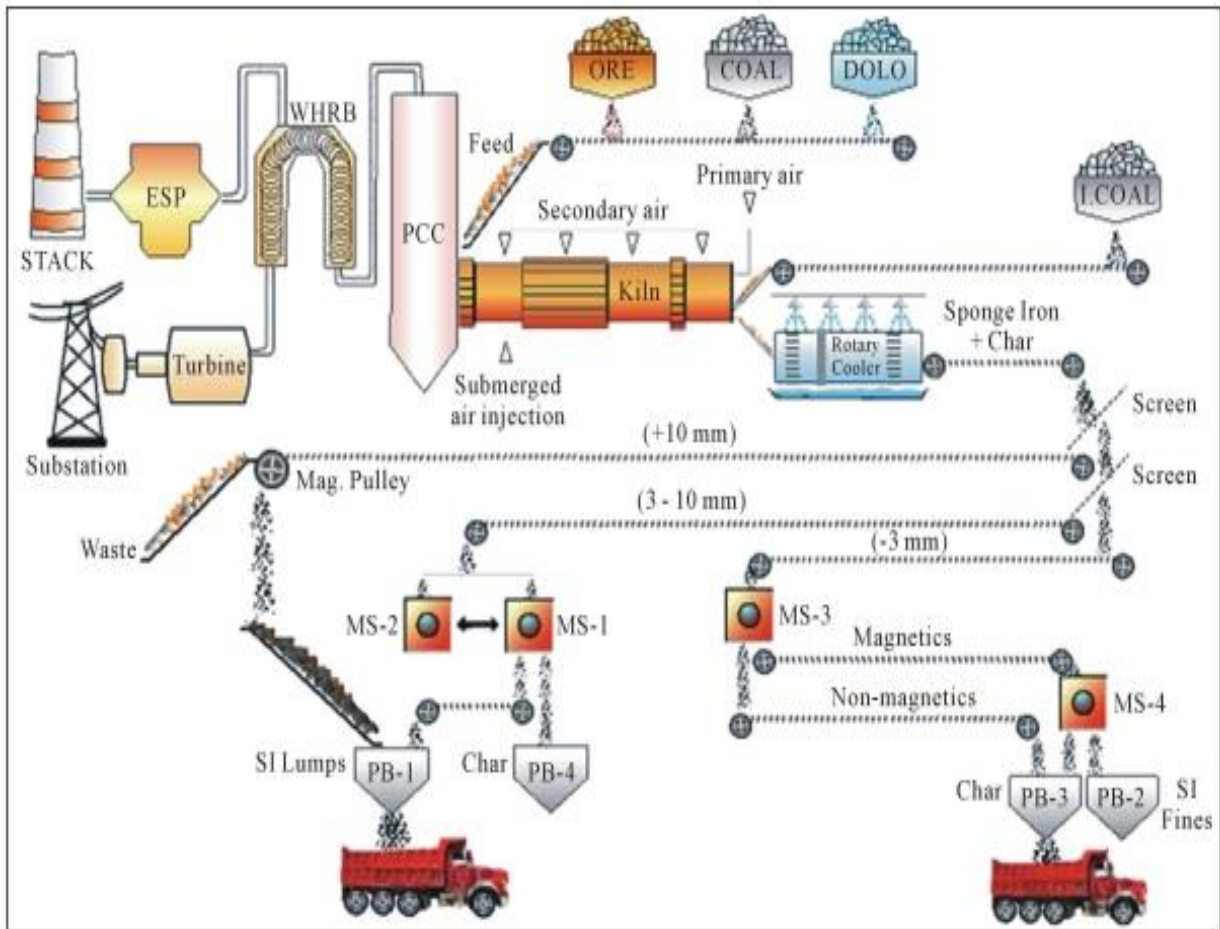 ORE
COAL
DOLO
WHRB
Feed
Primary air
I.COAL
ESP
PCC
Secondary air
STACK
Kiln
Sponge Iron
+ Char
Rotary
Cooler
Turbine
Submerged
air injection
Screen
Substation
(+10 mm)
Mag. Pulley
Screen
(3 - 10 mm)
Waste
(-3 mm)
MS-2
MS-1
MS-3
Magnetics
Non-magnetics
MS-4
SI Lumps
PB-1
Char
PB-4
Char
PB-3
PB-2
SI
Fines